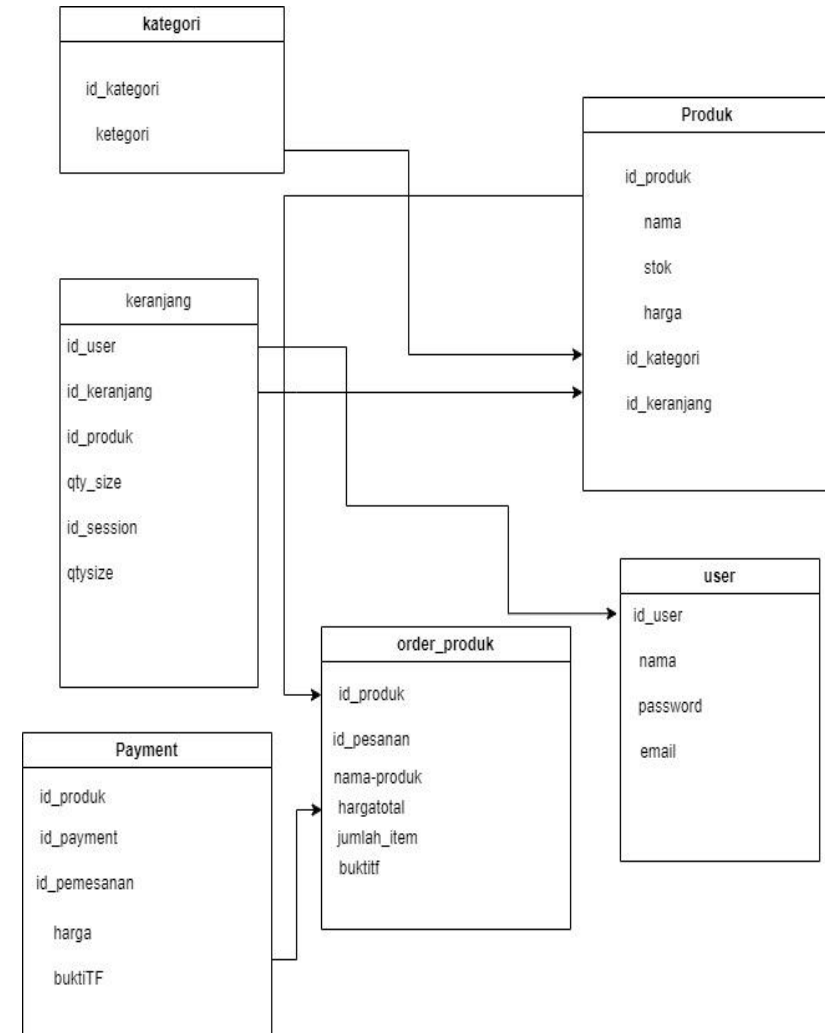 kategori
id_kategori
ketegori
Produk
id_produk
nama
stok
harga
id_kategori
id_keranjang
keranjang
id_user
id_keranjang
id_produk
qty_size
id_session
qtysize
user
id_user
nama
password
email
order_produk
id_produk
id_pesanan
nama-produk
hargatotal
jumlah_item
buktitf
Payment
id_produk
id_payment
id_pemesanan
harga
buktiTF